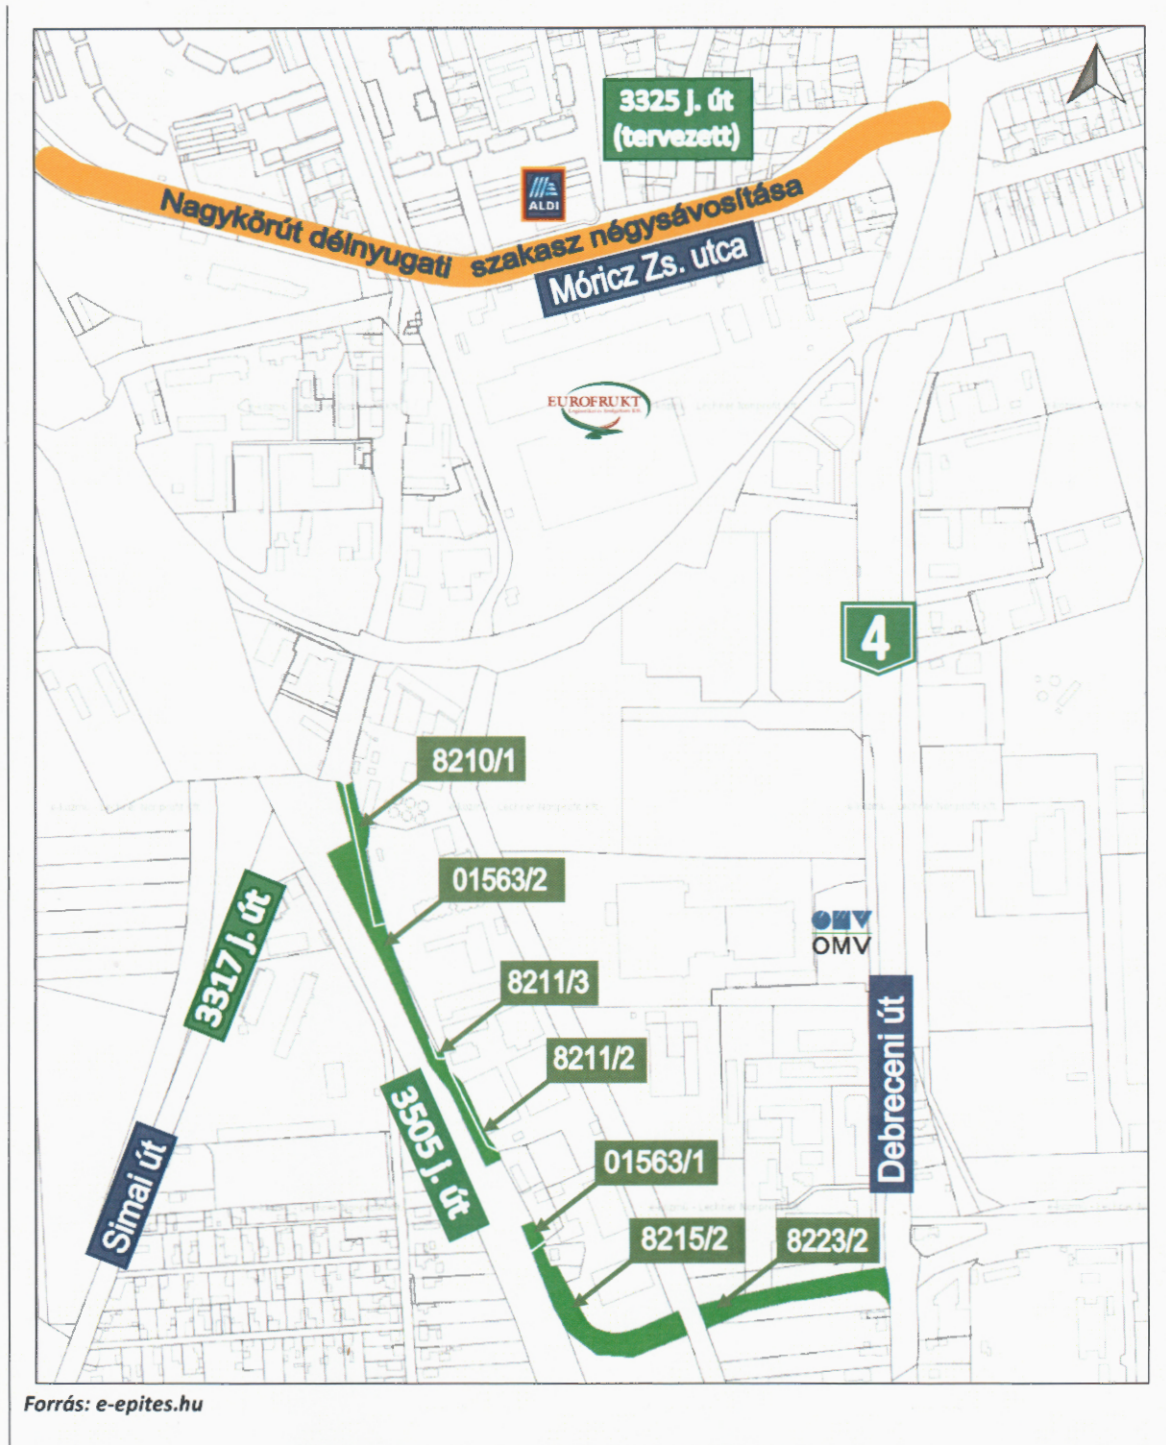 3325 j. út
(tervezett)
ALDI
Nagykörút délnyugati szakasz négysávosítása
Móricz Zs. utca
EUROFRUKT
4
8210/1
01563/2
3317 j. út
OMV
OMV
8211/3
8211/2
3505 j. út
Debreceni út
Simai út
01563/1
8215/2
8223/2
Forrás: e-epites.hu